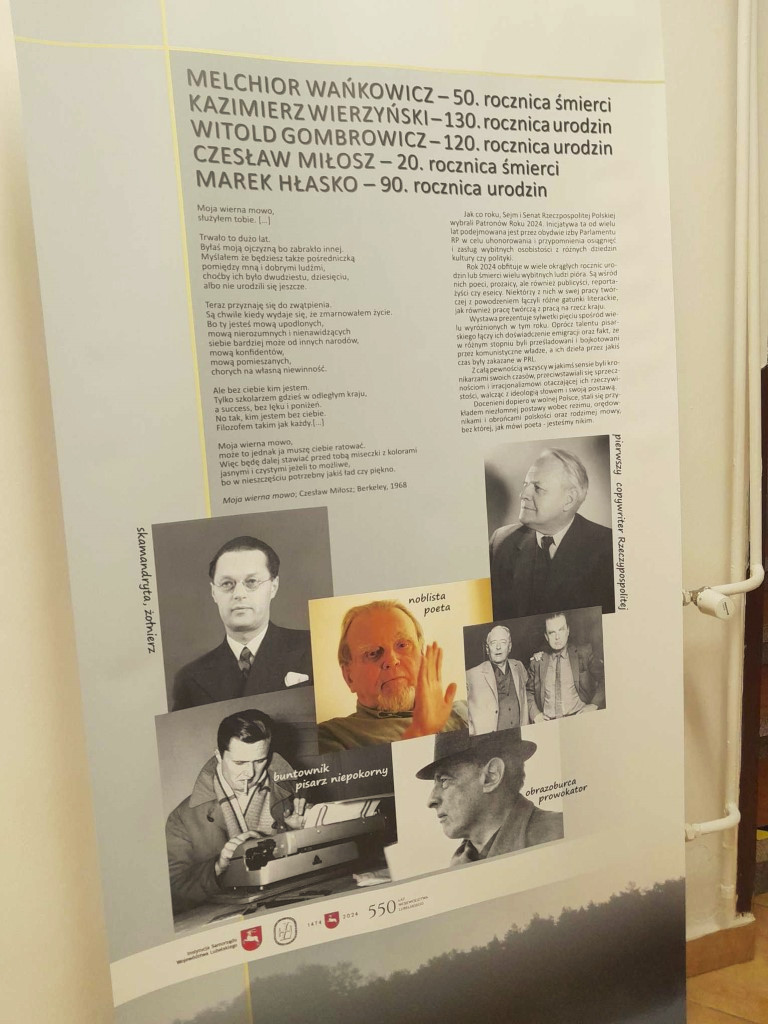 MELCHIOR WAŃKOWICZ – 50. rocznica śmierci
KAZIMIERZ WIERZYŃSKI – 130. rocznica urodzin
WITOLD GOMBROWICZ – 120. rocznica urodzin
CZESŁAW MIŁOSZ – 20. rocznica śmierci
MAREK HŁASKO – 90. rocznica urodzin
Moja wierna mowo,
służyłem tobie. [...]
Trwało to dużo lat.
Byłaś moją ojczyzną bo zabrakło innej.
Myślałem że będziesz także pośredniczką
pomiędzy mną i dobrymi ludźmi,
choćby ich było dwudziestu, dziesięciu,
albo nie urodzili się jeszcze.
Teraz przyznaję się do zwątpienia.
Są chwile kiedy wydaje się, że zmarnowałem życie.
Bo ty jesteś mową upodlonych,
mową nierozumnych i nienawidzących
siebie bardziej może od innych narodów,
mową konfidentów,
mową pomieszanych,
chorych na własną niewinność.
Ale bez ciebie kim jestem.
Tylko szkolarzem gdzieś w odległym kraju,
a success, bez lęku i poniżeń.
No tak, kim jestem bez ciebie.
Filozofem takim jak każdy.[...]
Moja wierna mowo,
może to jednak ja muszę ciebie ratować.
Więc będę dalej stawiać przed tobą miseczki z kolorami
jasnymi i czystymi jeżeli to możliwe,
bo w nieszczęściu potrzebny jakiś ład czy piękno.
Moja wierna mowo; Czesław Miłosz; Berkeley, 1968
Jak co roku, Sejm i Senat Rzeczpospolitej Polskiej
wybrali Patronów Roku 2024. Inicjatywa ta od wielu
lat podejmowana jest przez obydwie izby Parlamentu
RP w celu uhonorowania i przypomnienia osiągnięć
i zasług wybitnych osobistości z różnych dziedzin
kultury czy polityki.
Rok 2024 obfituje w wiele okrągłych rocznic uro-
dzin lub śmierci wielu wybitnych ludzi pióra. Są wśród
nich poeci, prozaicy, ale również publicyści, reporta-
żyści czy eseicy. Niektórzy z nich w swej pracy twór-
czej z powodzeniem łączyli różne gatunki literackie,
jak również pracę twórczą z pracą na rzecz kraju.
Wystawa prezentuje sylwetki pięciu spośród wie-
lu wyróżnionych w tym roku. Oprócz talentu pisar-
skiego łączy ich doświadczenie emigracji oraz fakt, że
w różnym stopniu byli prześladowani i bojkotowani
przez komunistyczne władze, a ich dzieła przez jakiś
czas były zakazane w PRL.
Z całą pewnością wszyscy w jakimś sensie byli kro-
nikarzami swoich czasów, przeciwstawiali się sprzecz-
nościom i irracjonalizmowi otaczającej ich rzeczywi-
stości, walcząc z ideologią słowem i swoją postawą.
Docenieni dopiero w wolnej Polsce, stali się przy-
kładem niezłomnej postawy wobec reżimu, orędow-
nikami i obrońcami polskości oraz rodzimej mowy,
bez której, jak mówi poeta - jesteśmy nikim.
pierwszy copywriter Rzeczypospolitej
skamandryta, żołnierz
noblista
poeta
buntownik
pisarz niepokorny
obrazoburca
prowokator
Instytucja Samorządu
Województwa Lubelskiego
1474 2024
550 LAT
WOJEWÓDZTWA
LUBELSKIEGO